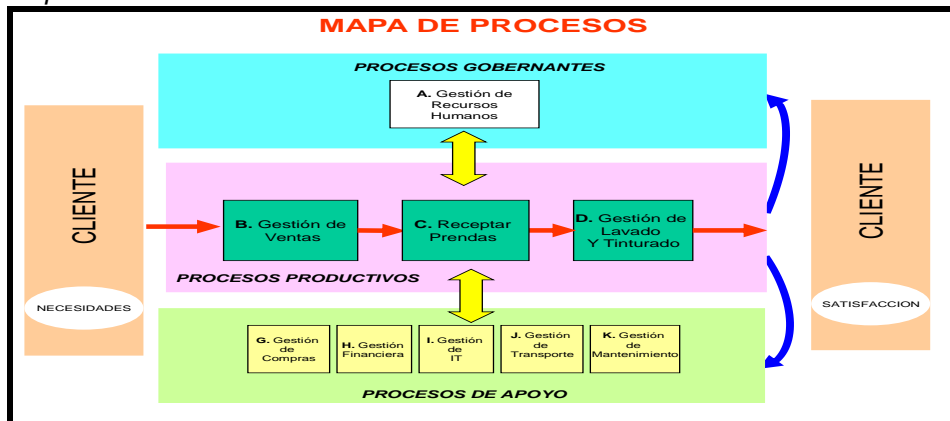 MAPA DE PROCESOS
PROCESOS GOBERNANTES
A. Gestión de
Recursos
Humanos
CLIENTE
NECESIDADES
B. Gestión de
Ventas
C. Receptar
Prendas
D. Gestión de
Lavado
Y Tinturado
PROCESOS PRODUCTIVOS
CLIENTE
SATISFACCION
G. Gestión
de
Compras
H. Gestión
Financiera
I. Gestión
de
IT
J. Gestión
de
Transporte
K. Gestión
de
Mantenimiento
PROCESOS DE APOYO